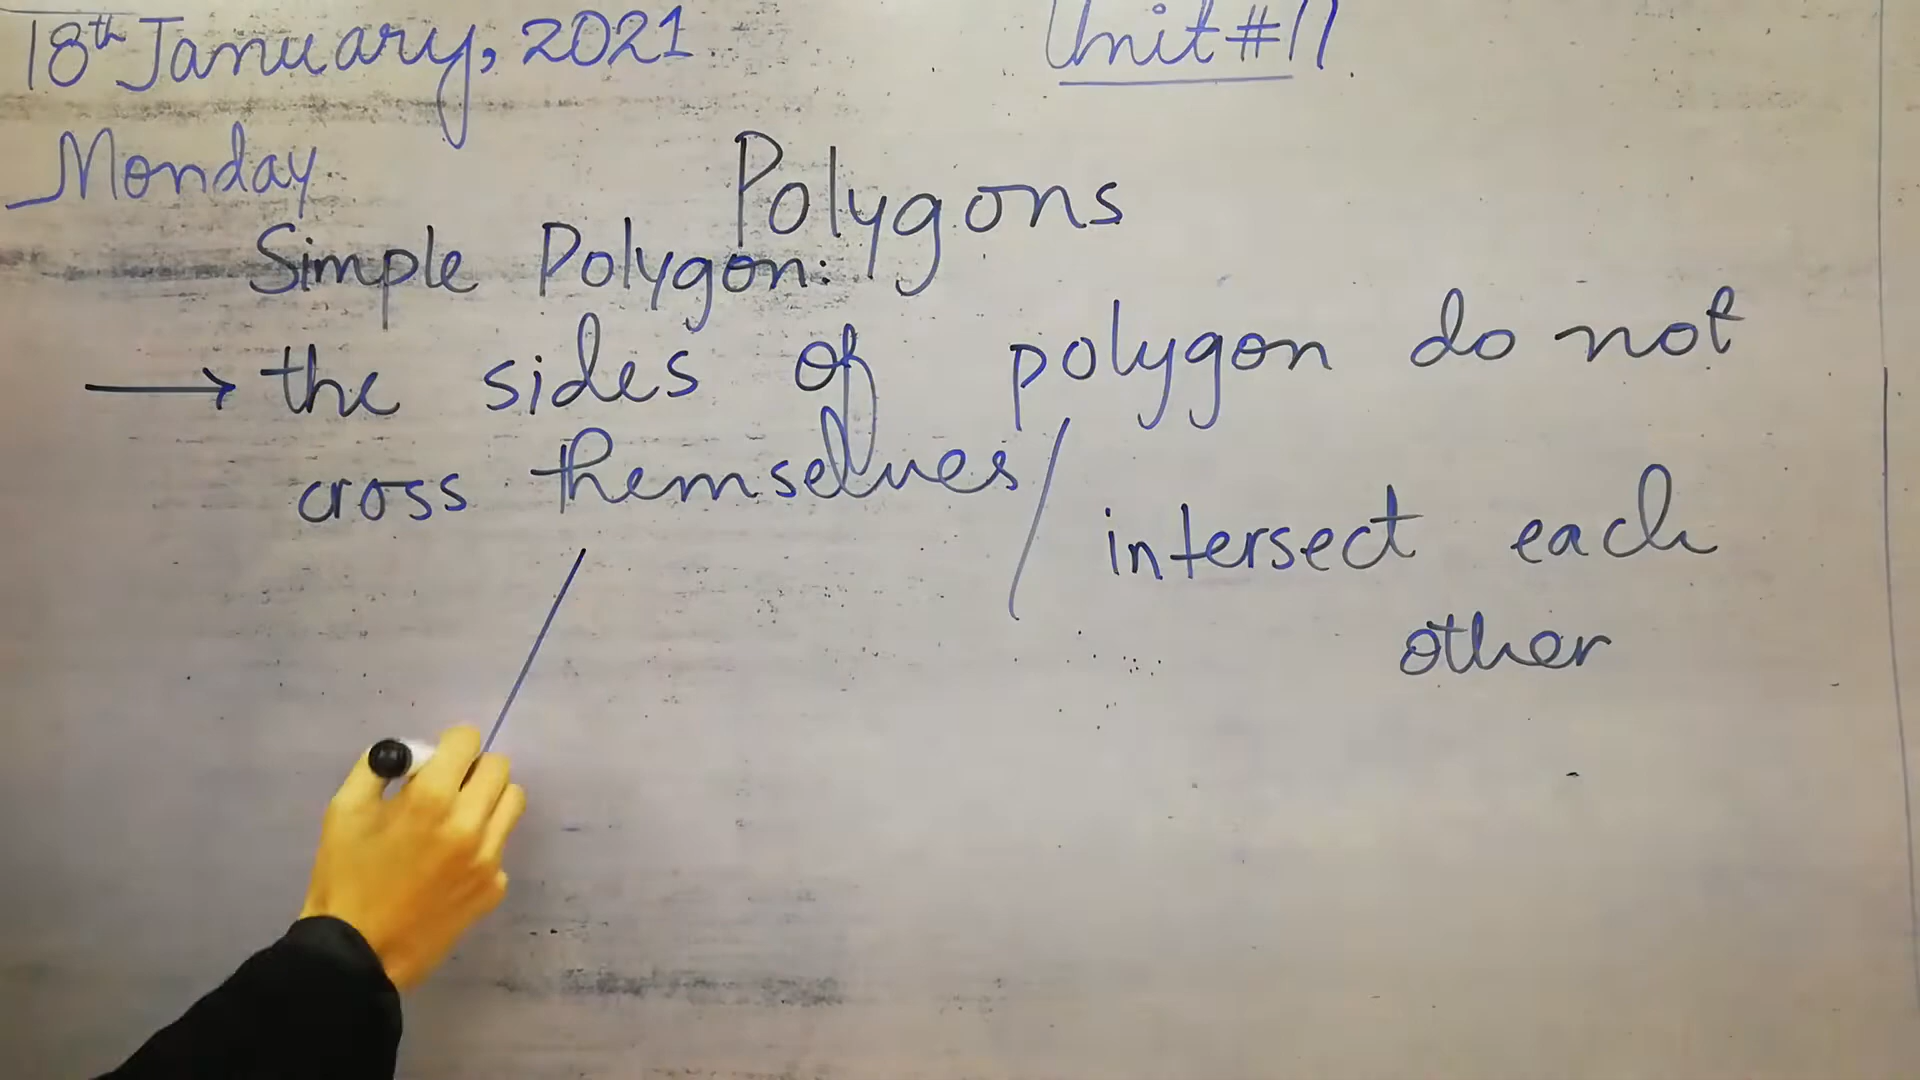 18th January, 2021
Unit #11
Monday
Polygons
Simple Polygon:
→ the sides of polygon do not
cross themselves/
intersect each
other